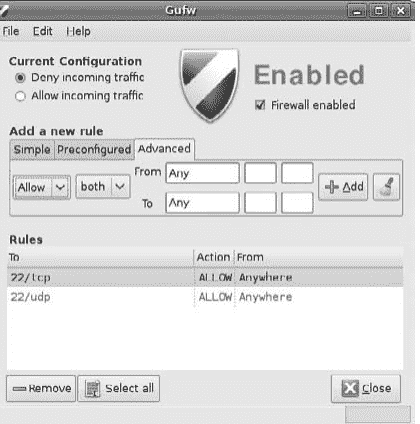 Gufw
File Edit Help
Current Configuration
Deny incoming traffic
Allow incoming traffic
Enabled
Firewall enabled
Add a new rule
Simple Preconfigured Advanced
Allow both From Any Add
To Any
Rules
To Action From
22/tcp ALLOW Anywhere
22/udp ALLOW Anywhere
Remove Select all Close